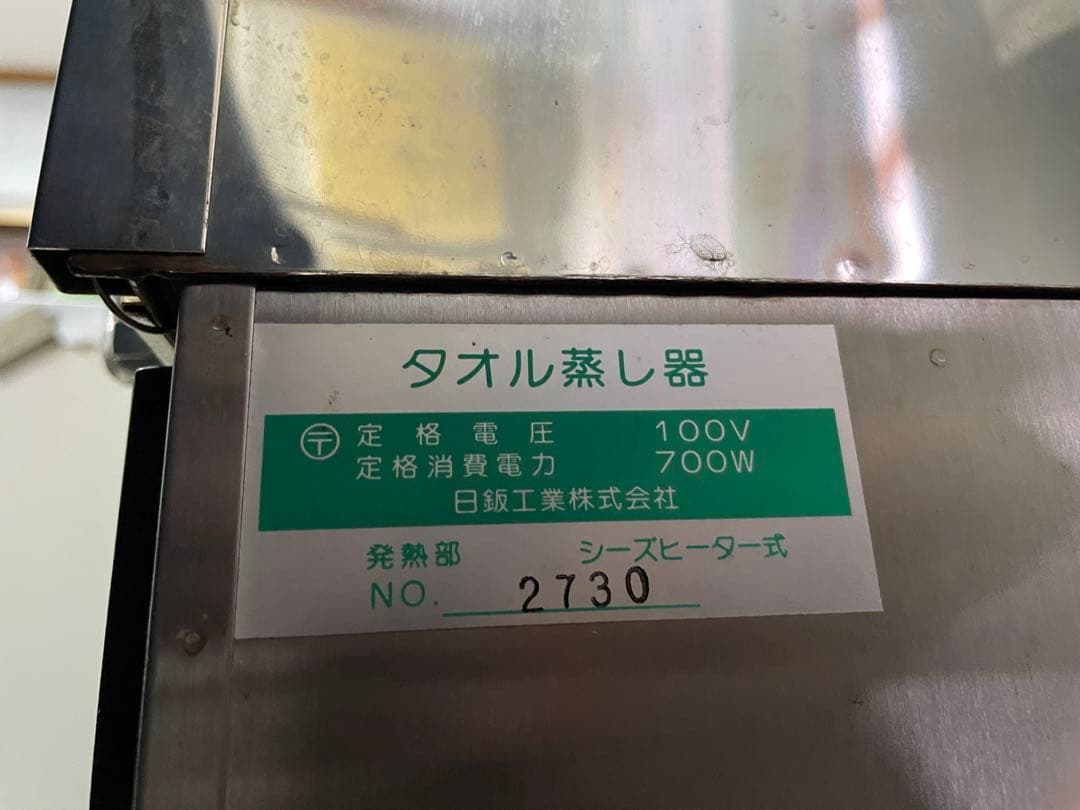 タオル蒸し器
〒 定格電圧 100V
定格消費電力 700W
日鈑工業株式会社
発熱部 シーズヒーター式
NO. 2730